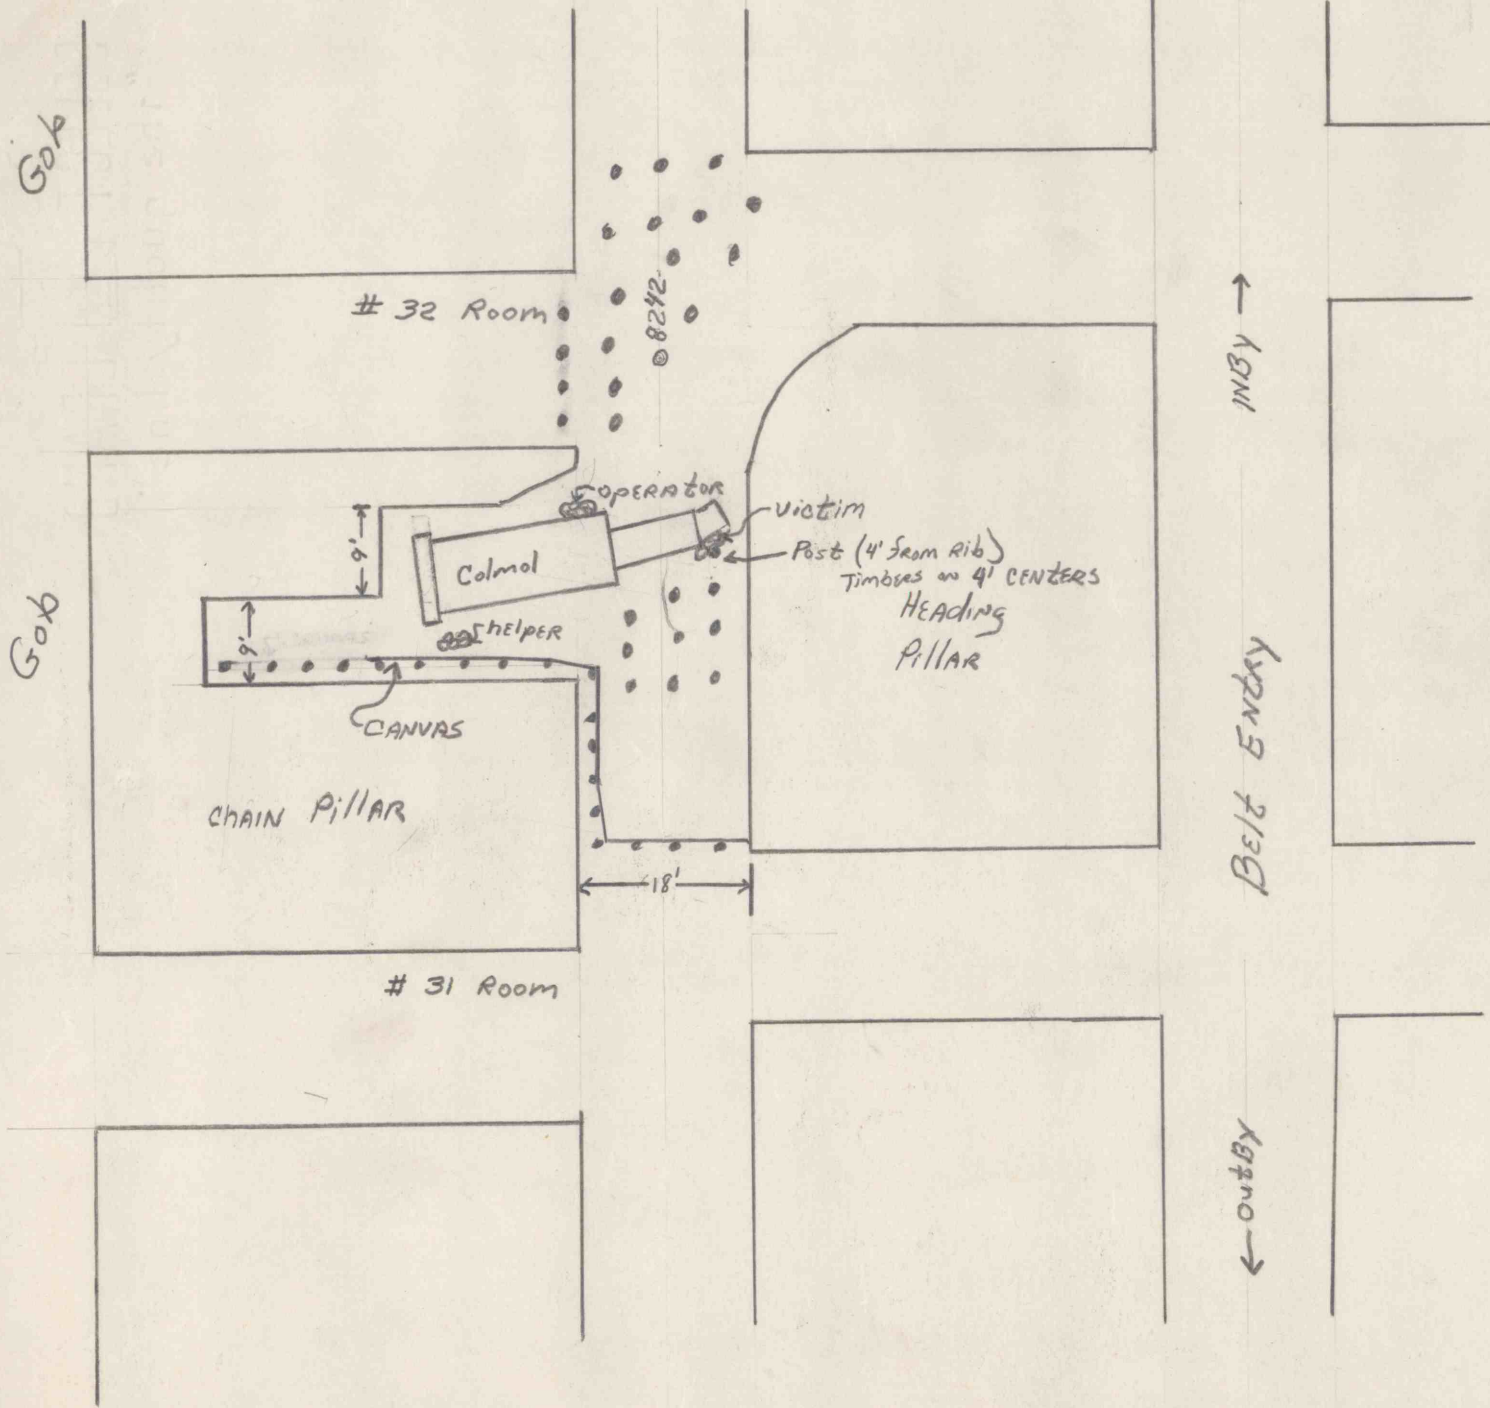 Gob
# 32 Room
8242
INBY →
operator
victim
Post (4' from Rib)
Timbers on 4' CENTERS
HEADING
PillAR
9'
Colmol
helper
9'
Gob
CANVAS
CHAIN PillAR
Belt Entry
18'
# 31 Room
← outBy